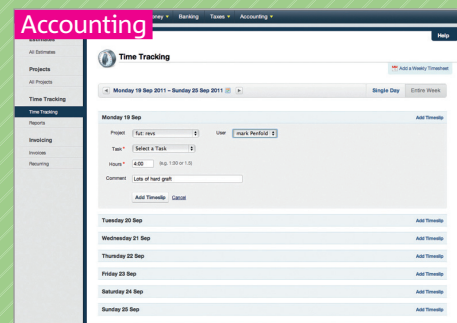 Accounting
Banking Taxes Accounting
Help
All Estimates
Projects
All Projects
Time Tracking
Time Tracking
Reports
Invoicing
Invoices
Recurring
Time Tracking
Add a Weekly Timesheet
Monday 19 Sep 2011 – Sunday 25 Sep 2011
Single Day Entire Week
Monday 19 Sep Add Timeslip
Project fut: revs User mark Penfold
Task * Select a Task
Hours * 4:00 (e.g. 1:30 or 1.5)
Comment Lots of hard graft
Add Timeslip Cancel
Tuesday 20 Sep Add Timeslip
Wednesday 21 Sep Add Timeslip
Thursday 22 Sep Add Timeslip
Friday 23 Sep Add Timeslip
Saturday 24 Sep Add Timeslip
Sunday 25 Sep Add Timeslip